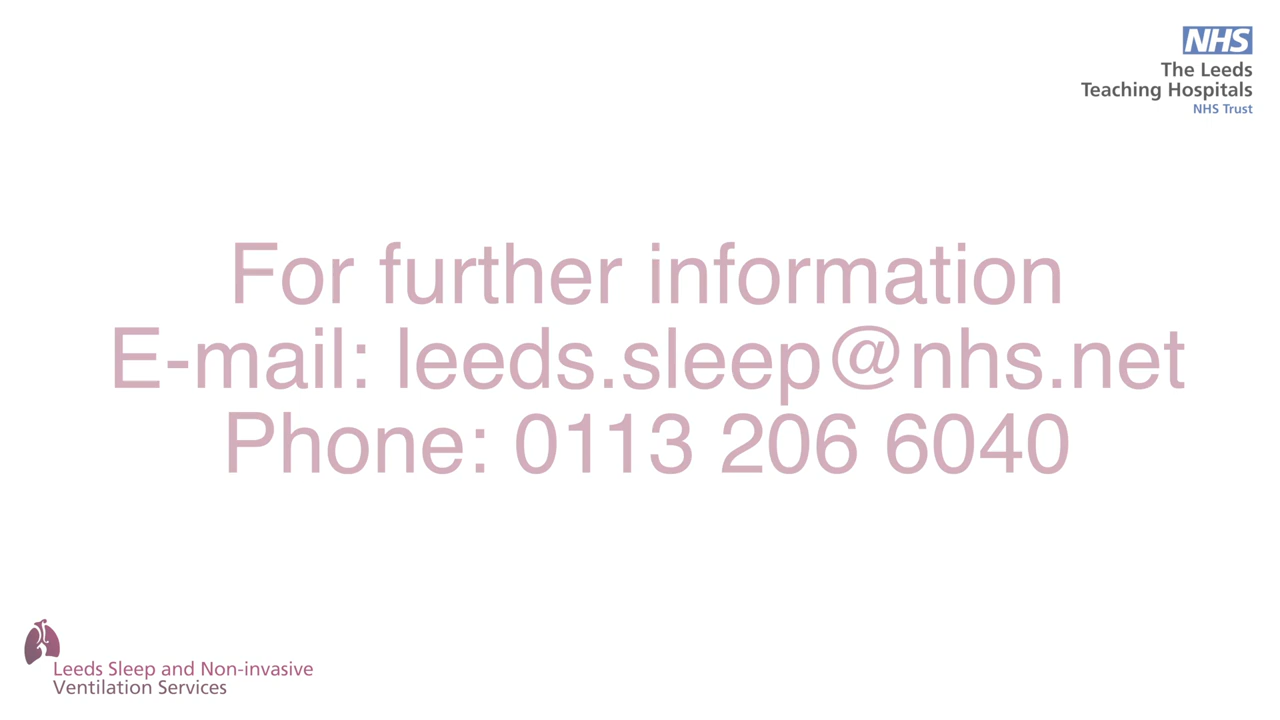 NHS
The Leeds
Teaching Hospitals
NHS Trust
For further information
E-mail: leeds.sleep@nhs.net
Phone: 0113 206 6040
Leeds Sleep and Non-invasive
Ventilation Services